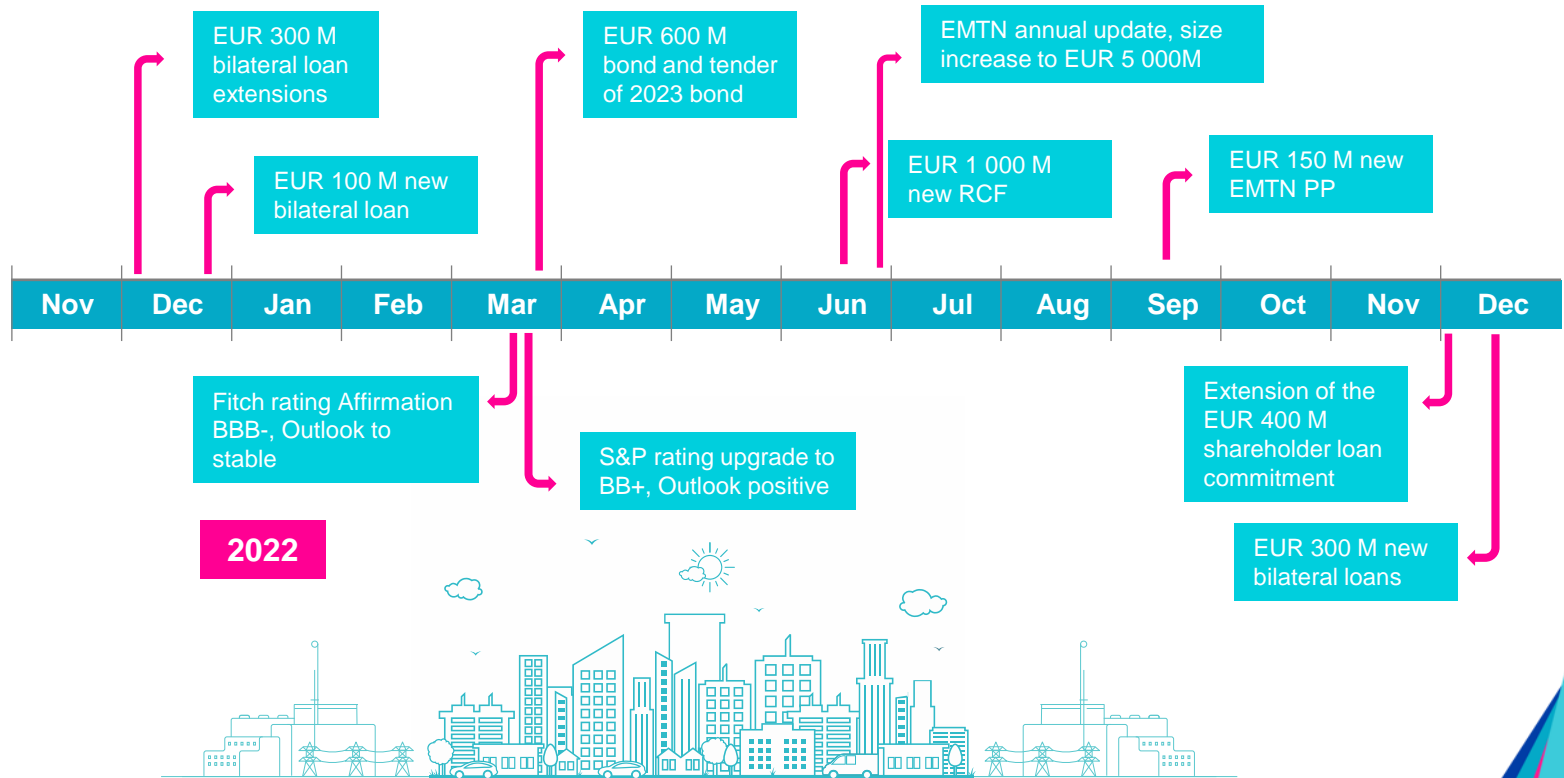 EUR 300 M
bilateral loan
extensions
EUR 600 M
bond and tender
of 2023 bond
EMTN annual update, size
increase to EUR 5 000M
EUR 100 M new
bilateral loan
EUR 1 000 M
new RCF
EUR 150 M new
EMTN PP
Nov Dec Jan Feb Mar Apr May Jun Jul Aug Sep Oct Nov Dec
Fitch rating Affirmation
BBB-, Outlook to
stable
S&P rating upgrade to
BB+, Outlook positive
Extension of the
EUR 400 M
shareholder loan
commitment
2022
EUR 300 M new
bilateral loans